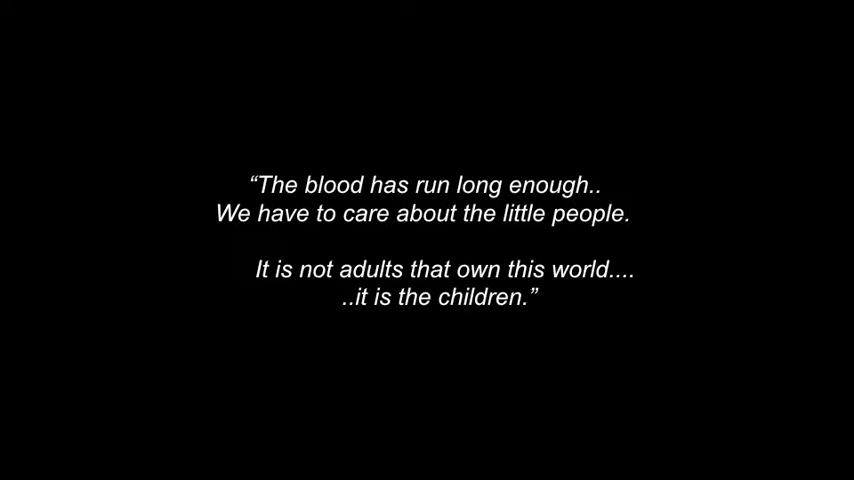 “The blood has run long enough..
We have to care about the little people.
It is not adults that own this world....
..it is the children.”